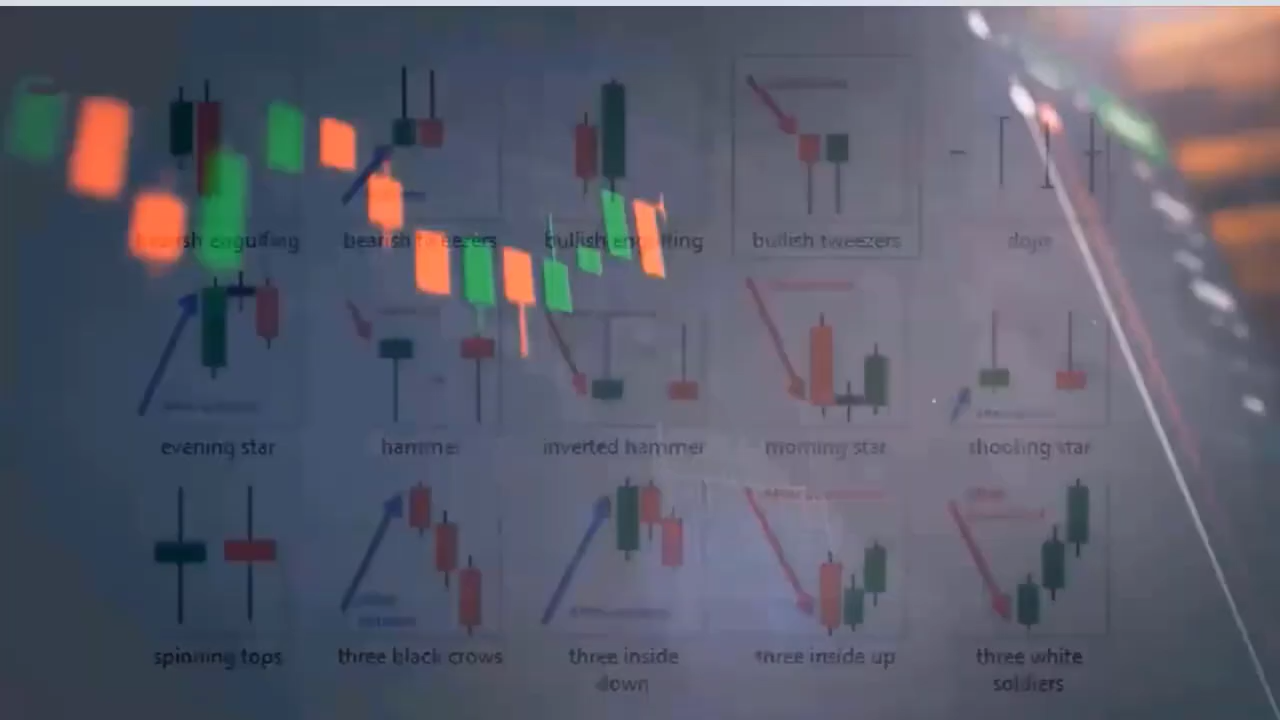 bearish engulfing
bearish tweezers
bullish engulfing
bullish tweezers
dojis
evening star
hammer
inverted hammer
morning star
shooting star
spinning tops
three black crows
three inside
down
three inside up
three white
soldiers